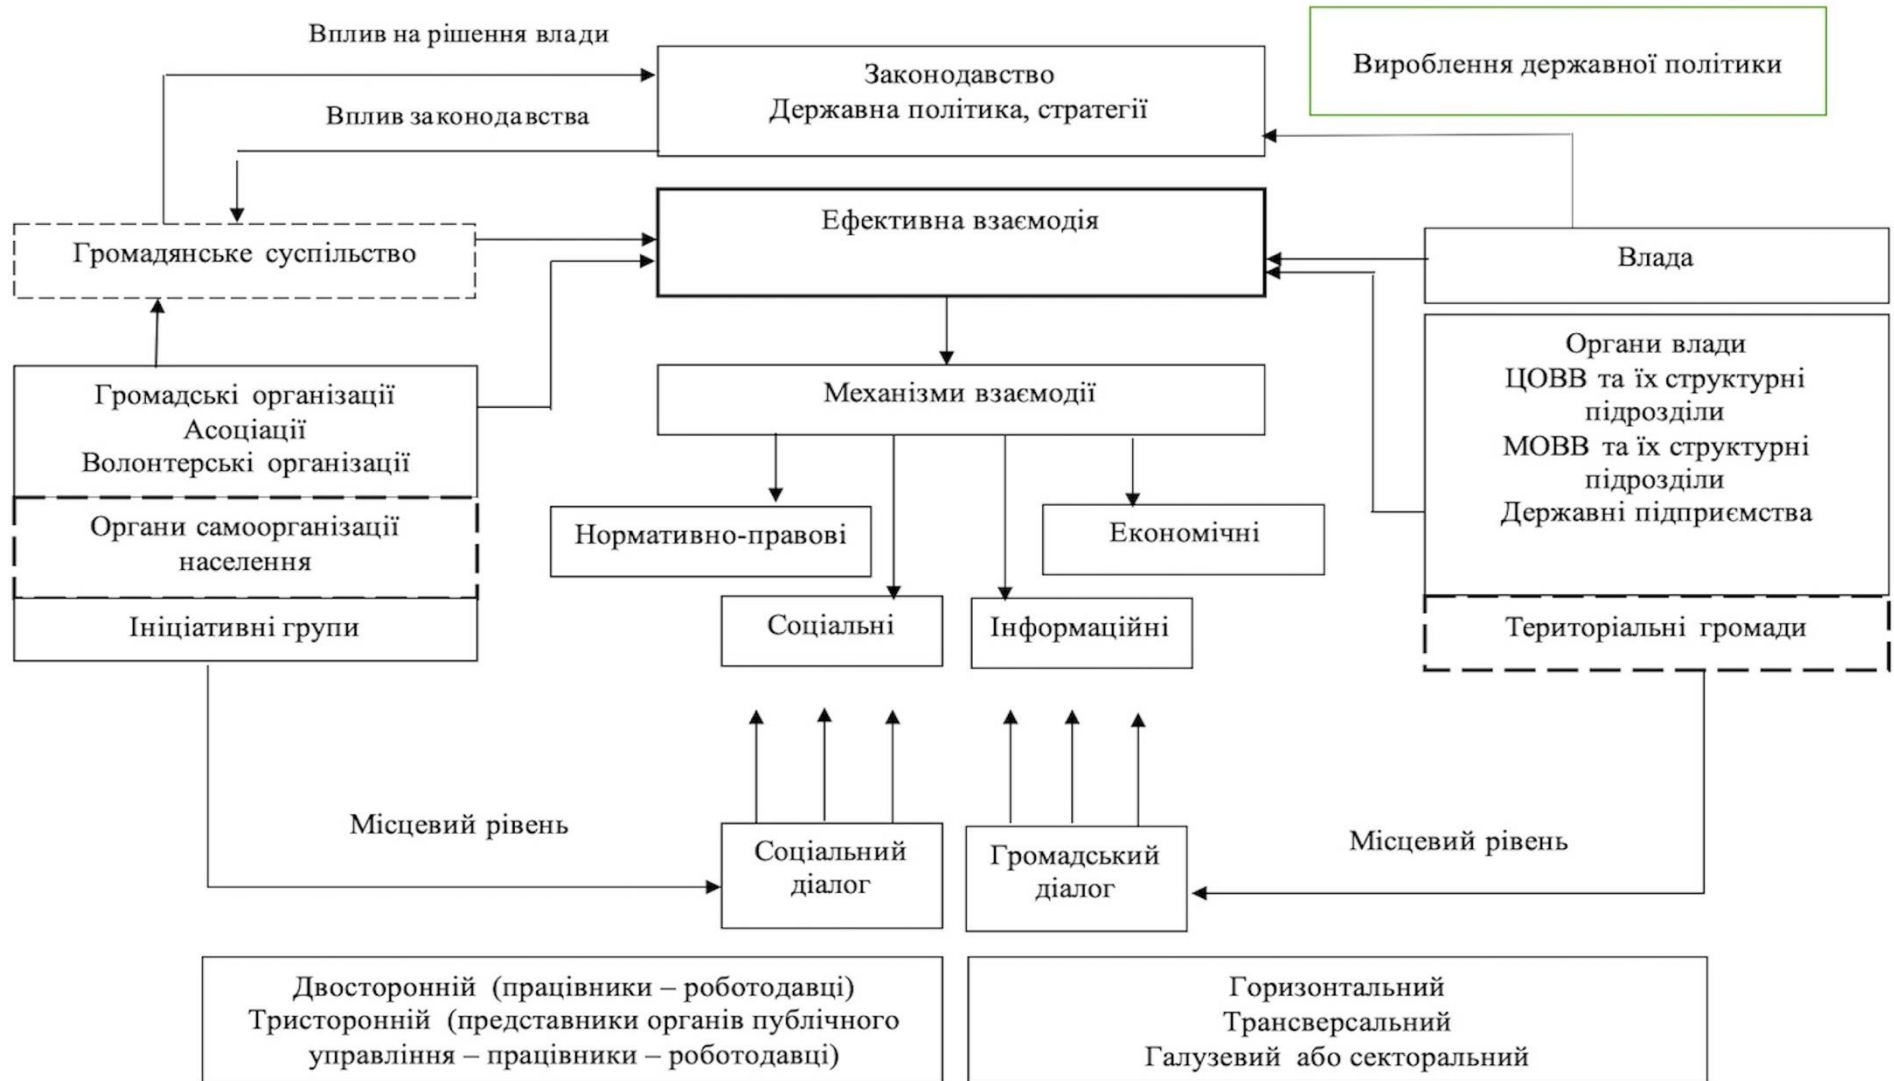 Вплив на рішення влади
Законодавство
Державна політика, стратегії
Вироблення державної політики
Вплив законодавства
Громадянське суспільство
Ефективна взаємодія
Влада
Громадські організації
Асоціації
Волонтерські організації
Органи самоорганізації
населення
Ініціативні групи
Механізми взаємодії
Нормативно-правові
Економічні
Соціальні
Інформаційні
Органи влади
ЦОВВ та їх структурні
підрозділи
МОВВ та їх структурні
підрозділи
Державні підприємства
Територіальні громади
Місцевий рівень
Соціальний
діалог
Громадський
діалог
Місцевий рівень
Двосторонній (працівники – роботодавці)
Тристоронній (представники органів публічного
управління – працівники – роботодавці)
Горизонтальний
Трансверсальний
Галузевий або секторальний